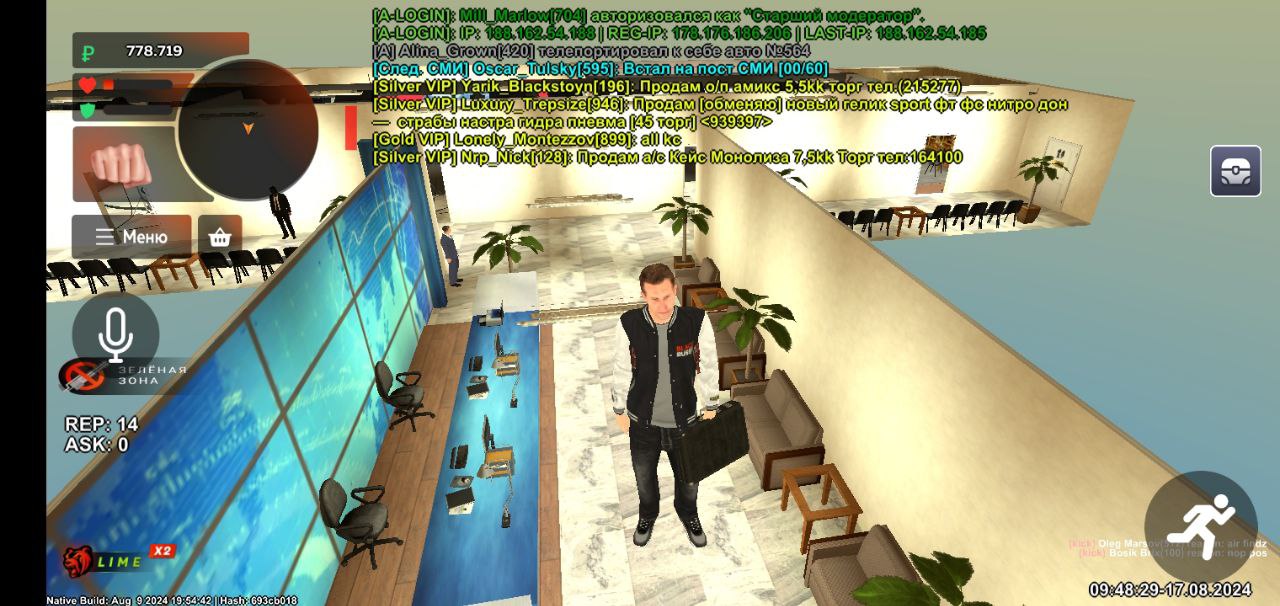 [A-LOGIN]: Mill_Marlow[704] авторизовался как "Старший модератор".
[A-LOGIN]: IP: 188.162.54.188 | REG-IP: 178.176.186.206 | LAST-IP: 188.162.54.185
[A] Alina_Grown[420] телепортировал к себе авто №564
[След. СМИ] Oscar_Tulsky[595]: Встал на пост СМИ [00/60]
[Silver VIP] Yarik_Blackstoyn[196]: Продам о/п амикс 5,5kk торг тел.(215277)
[Silver VIP] Luxury_Trepsize[946]: Продам [обменяю] новый гелик sport фт фс нитро дон
— страбы настра гидра пневма [45 торг] <939397>
[Gold VIP] Lonely_Montezzov[899]: all kc
[Silver VIP] Nrp_Nick[128]: Продам а/с Кейс Монолиза 7,5kk Торг тел:164100
778.719
Меню
ЗЕЛЁНАЯ
ЗОНА
REP: 14
ASK: 0
LIME X2
[kick] Oleg
[kick] Bosik
09:48:29-17.08.2024
Native Build: Aug 9 2024 19:54:42 | Hash: 693cb018